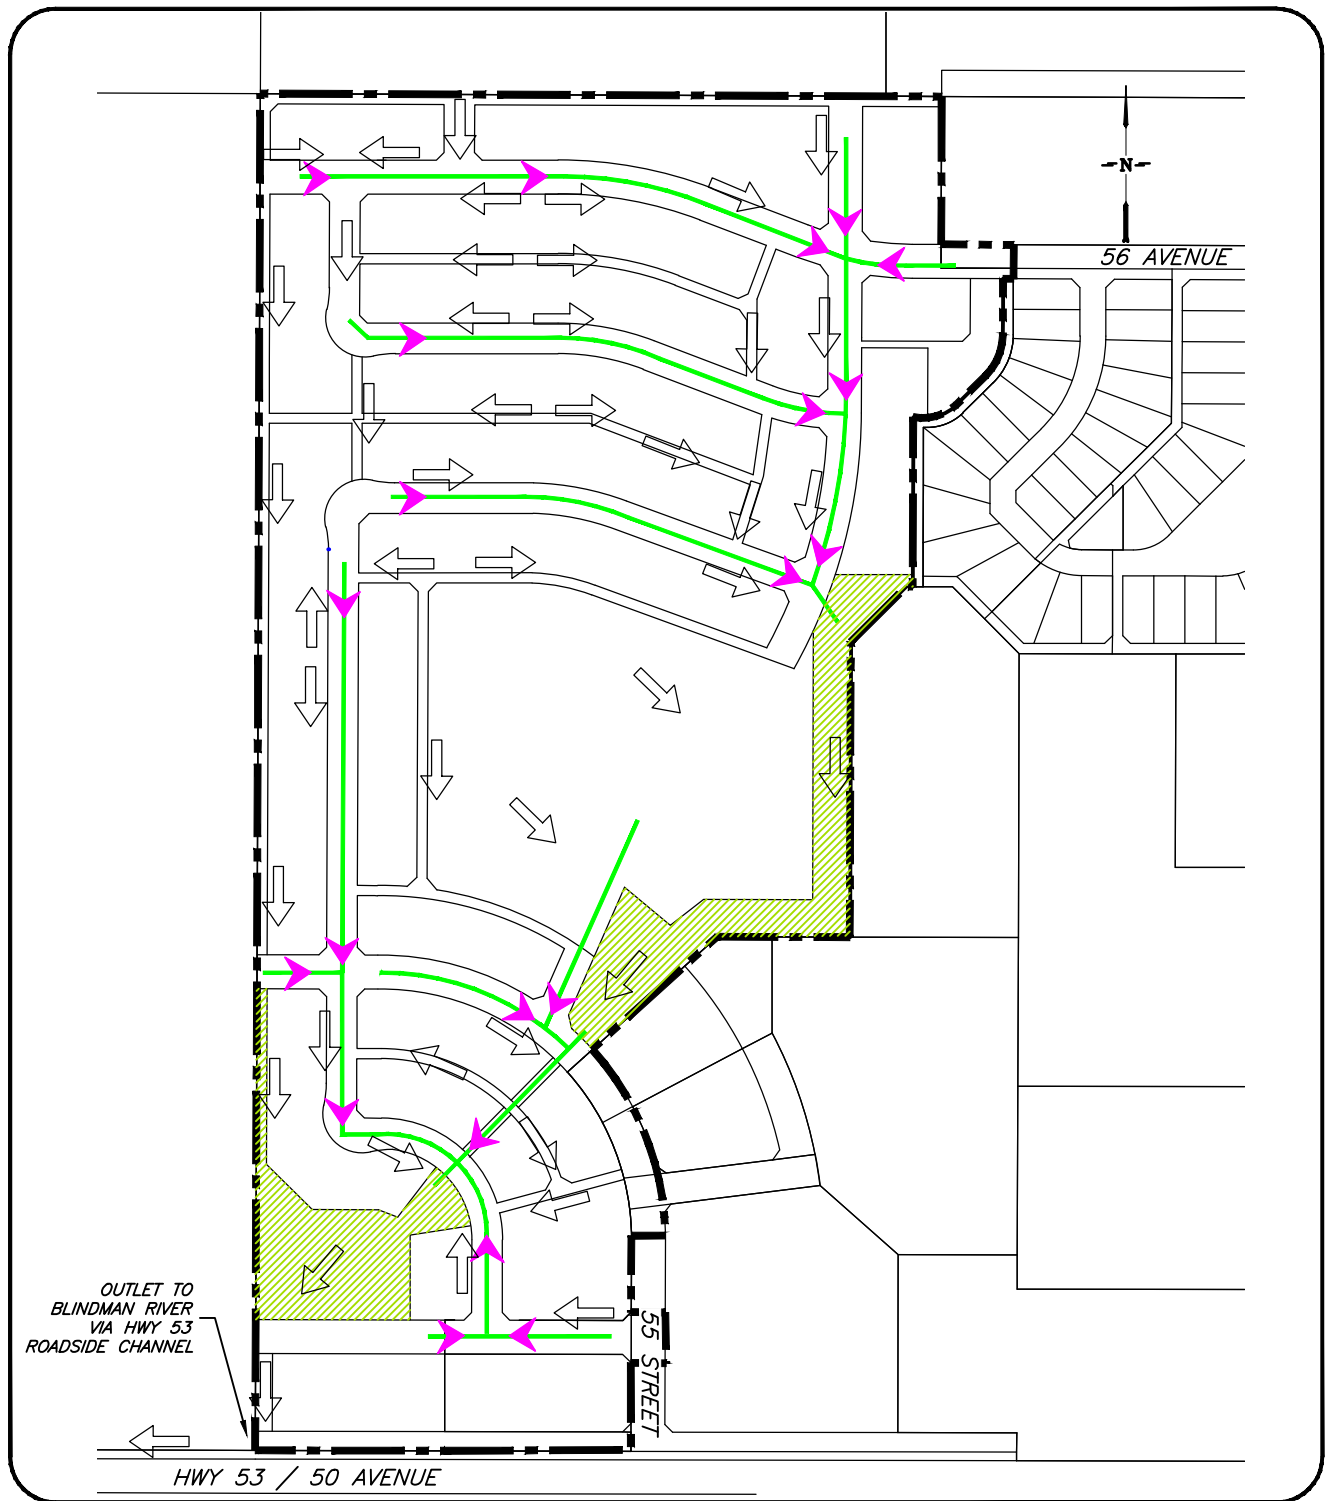 -N-
56 AVENUE
OUTLET TO
BLINDMAN RIVER
VIA HWY 53
ROADSIDE CHANNEL
55 STREET
HWY 53 / 50 AVENUE